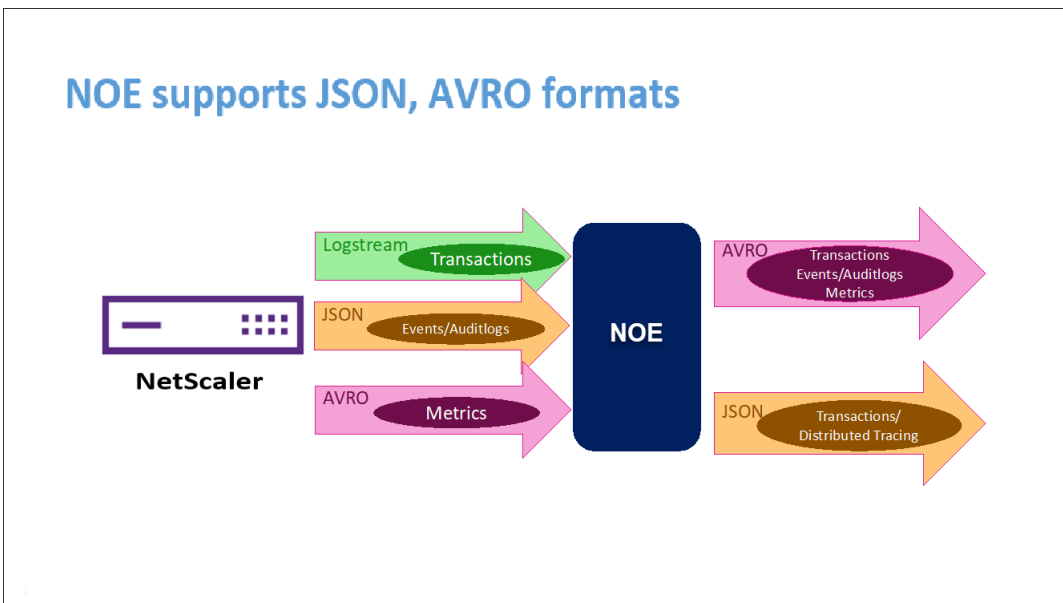 NOE supports JSON, AVRO formats
Logstream
Transactions
JSON
Events/Auditlogs
AVRO
Metrics
NetScaler
NOE
AVRO
Transactions
Events/Auditlogs
Metrics
JSON
Transactions/
Distributed Tracing